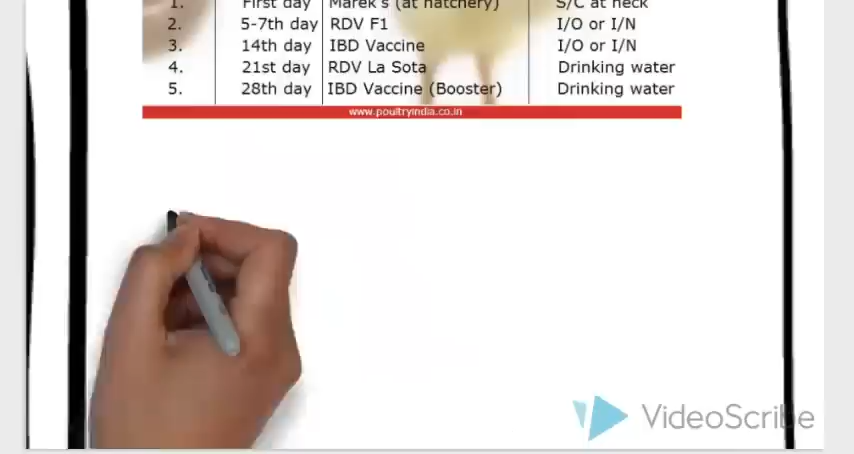 1. First day Marek's (at hatchery) S/C at neck
2. 5-7th day RDV F1 I/O or I/N
3. 14th day IBD Vaccine I/O or I/N
4. 21st day RDV La Sota Drinking water
5. 28th day IBD Vaccine (Booster) Drinking water
www.poultryindia.co.in
VideoScribe